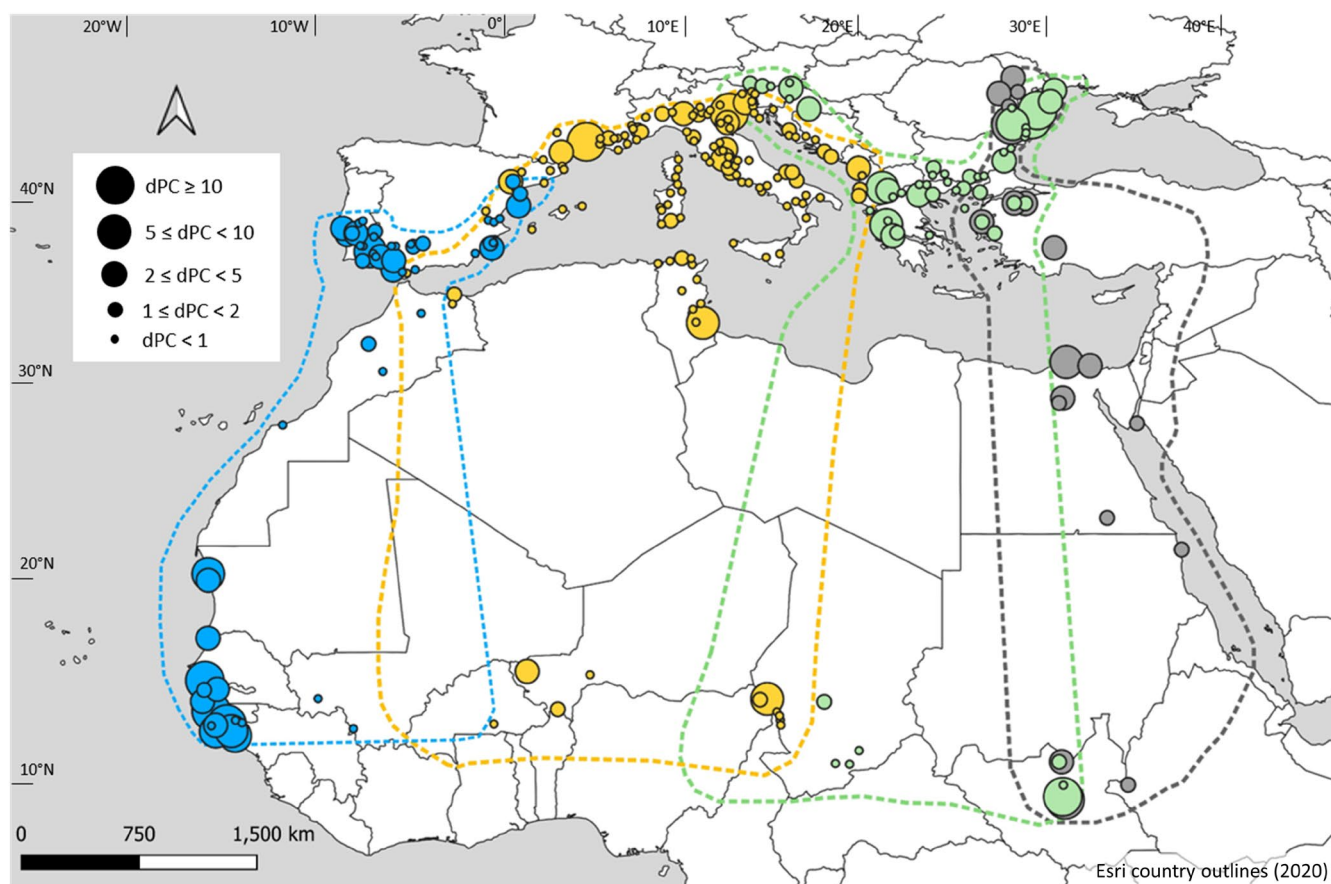 20°W 10°W 0° 10°E 20°E 30°E 40°E
dPC ≥ 10
40°N
5 ≤ dPC < 10
2 ≤ dPC < 5
1 ≤ dPC < 2
dPC < 1
30°N
20°N
10°N
0 750 1,500 km
Esri country outlines (2020)